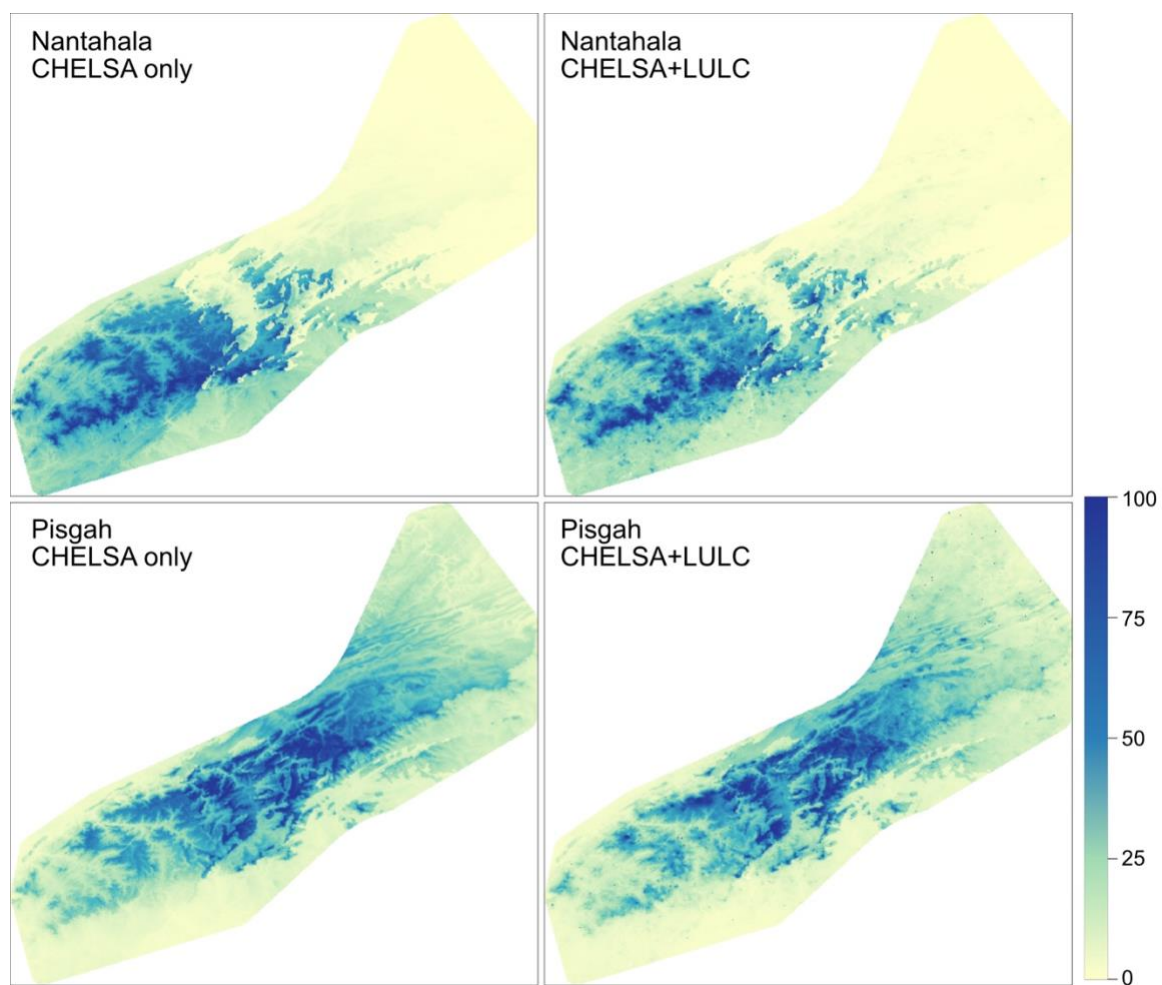 Nantahala
CHELSA only
Nantahala
CHELSA+LULC
Pisgah
CHELSA only
Pisgah
CHELSA+LULC
100
75
50
25
0